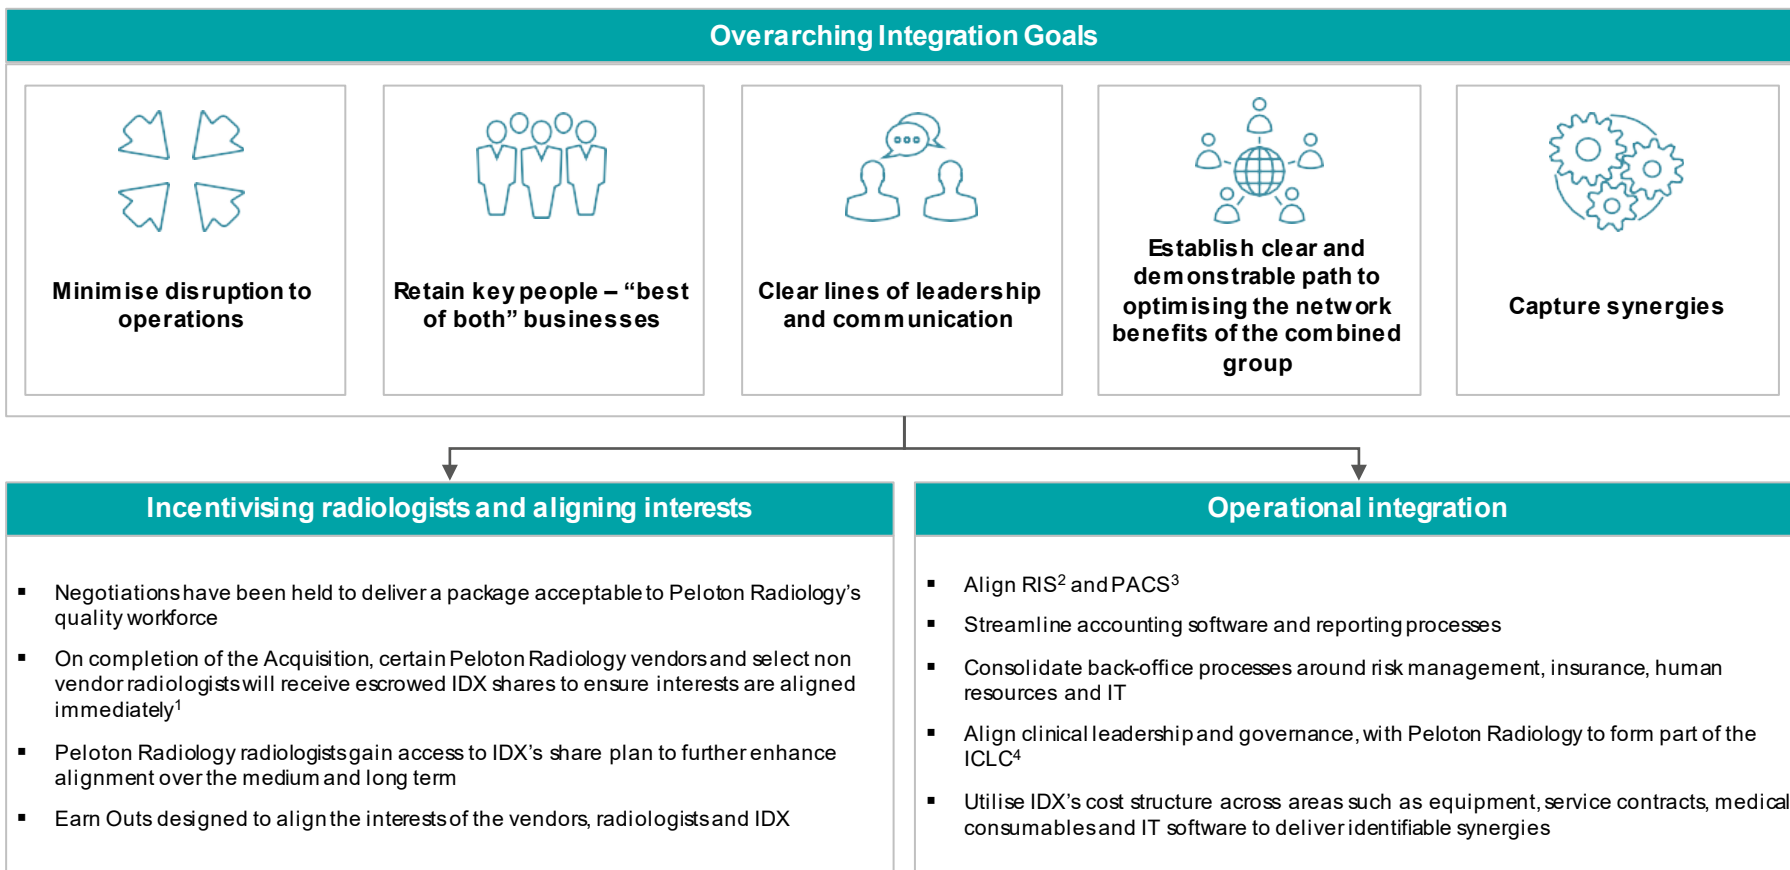 Overarching Integration Goals
Minimise disruption to
operations
Retain key people – “best
of both” businesses
Clear lines of leadership
and communication
Establish clear and
demonstrable path to
optimising the network
benefits of the combined
group
Capture synergies
Incentivising radiologists and aligning interests
▪ Negotiations have been held to deliver a package acceptable to Peloton Radiology’s
quality workforce
▪ On completion of the Acquisition, certain Peloton Radiology vendors and select non
vendor radiologists will receive escrowed IDX shares to ensure interests are aligned
immediately¹
▪ Peloton Radiology radiologists gain access to IDX’s share plan to further enhance
alignment over the medium and long term
▪ Earn Outs designed to align the interests of the vendors, radiologists and IDX
Operational integration
▪ Align RIS² and PACS³
▪ Streamline accounting software and reporting processes
▪ Consolidate back-office processes around risk management, insurance, human
resources and IT
▪ Align clinical leadership and governance, with Peloton Radiology to form part of the
ICLC⁴
▪ Utilise IDX’s cost structure across areas such as equipment, service contracts, medical
consumables and IT software to deliver identifiable synergies